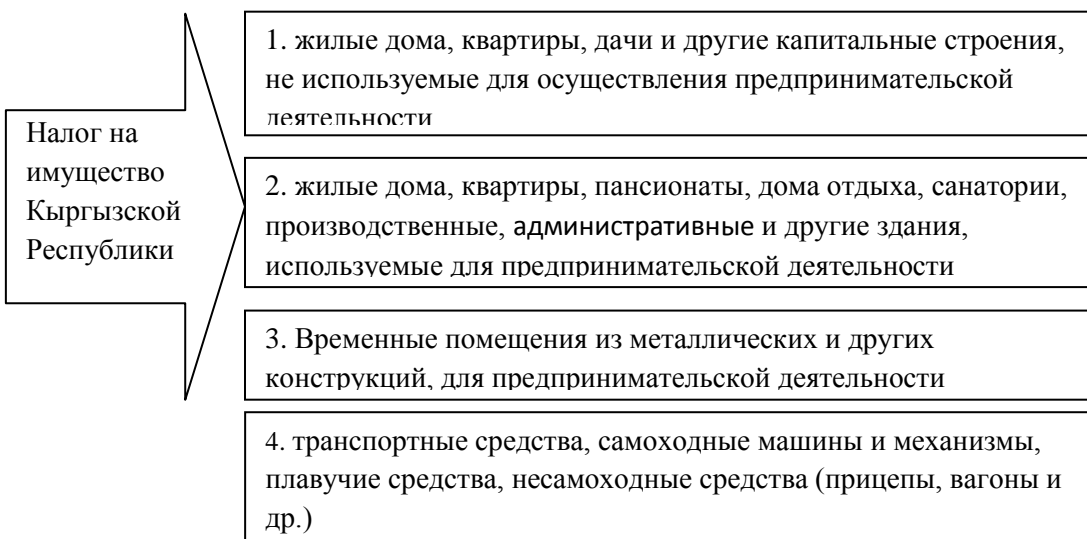 Налог на
имущество
Кыргызской
Республики
1. жилые дома, квартиры, дачи и другие капитальные строения,
не используемые для осуществления предпринимательской
деятельности
2. жилые дома, квартиры, пансионаты, дома отдыха, санатории,
производственные, административные и другие здания,
используемые для предпринимательской деятельности
3. Временные помещения из металлических и других
конструкций, для предпринимательской деятельности
4. транспортные средства, самоходные машины и механизмы,
плавучие средства, несамоходные средства (прицепы, вагоны и
др.)